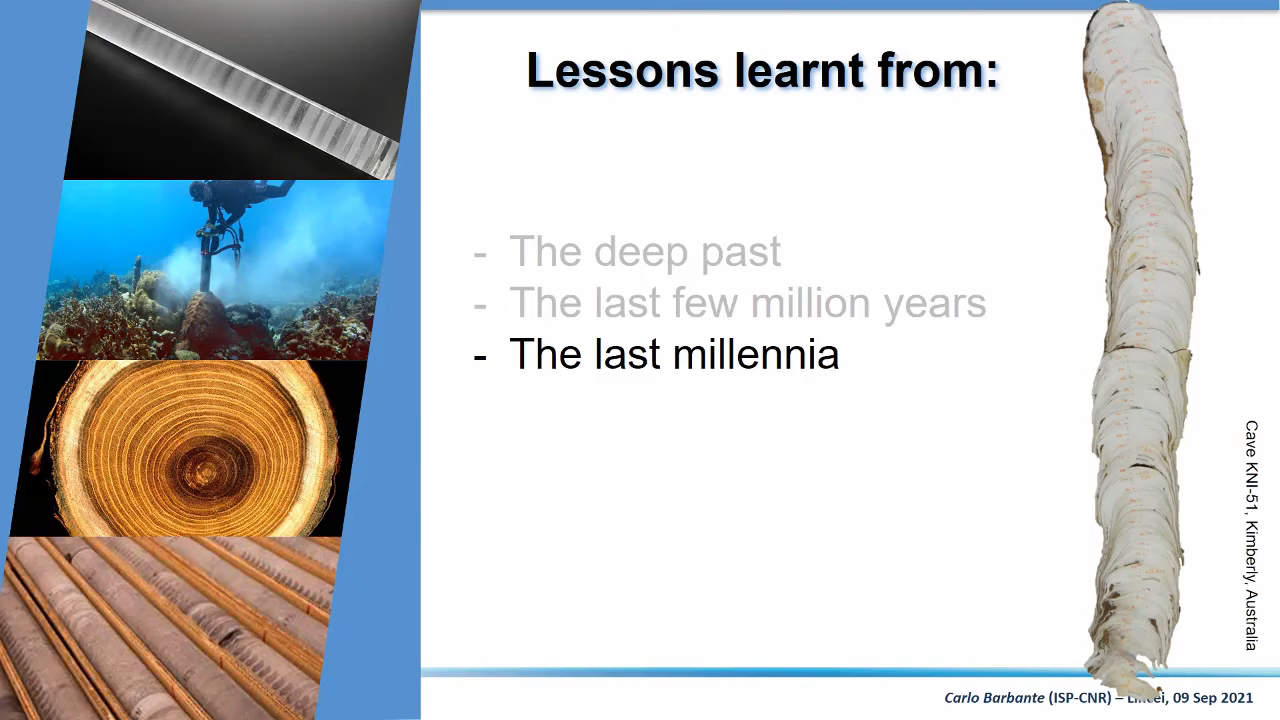 Lessons learnt from:
- The deep past
- The last few million years
- The last millennia
Cave KNI-51, Kimberly, Australia
Carlo Barbante (ISP-CNR) – Lincei, 09 Sep 2021